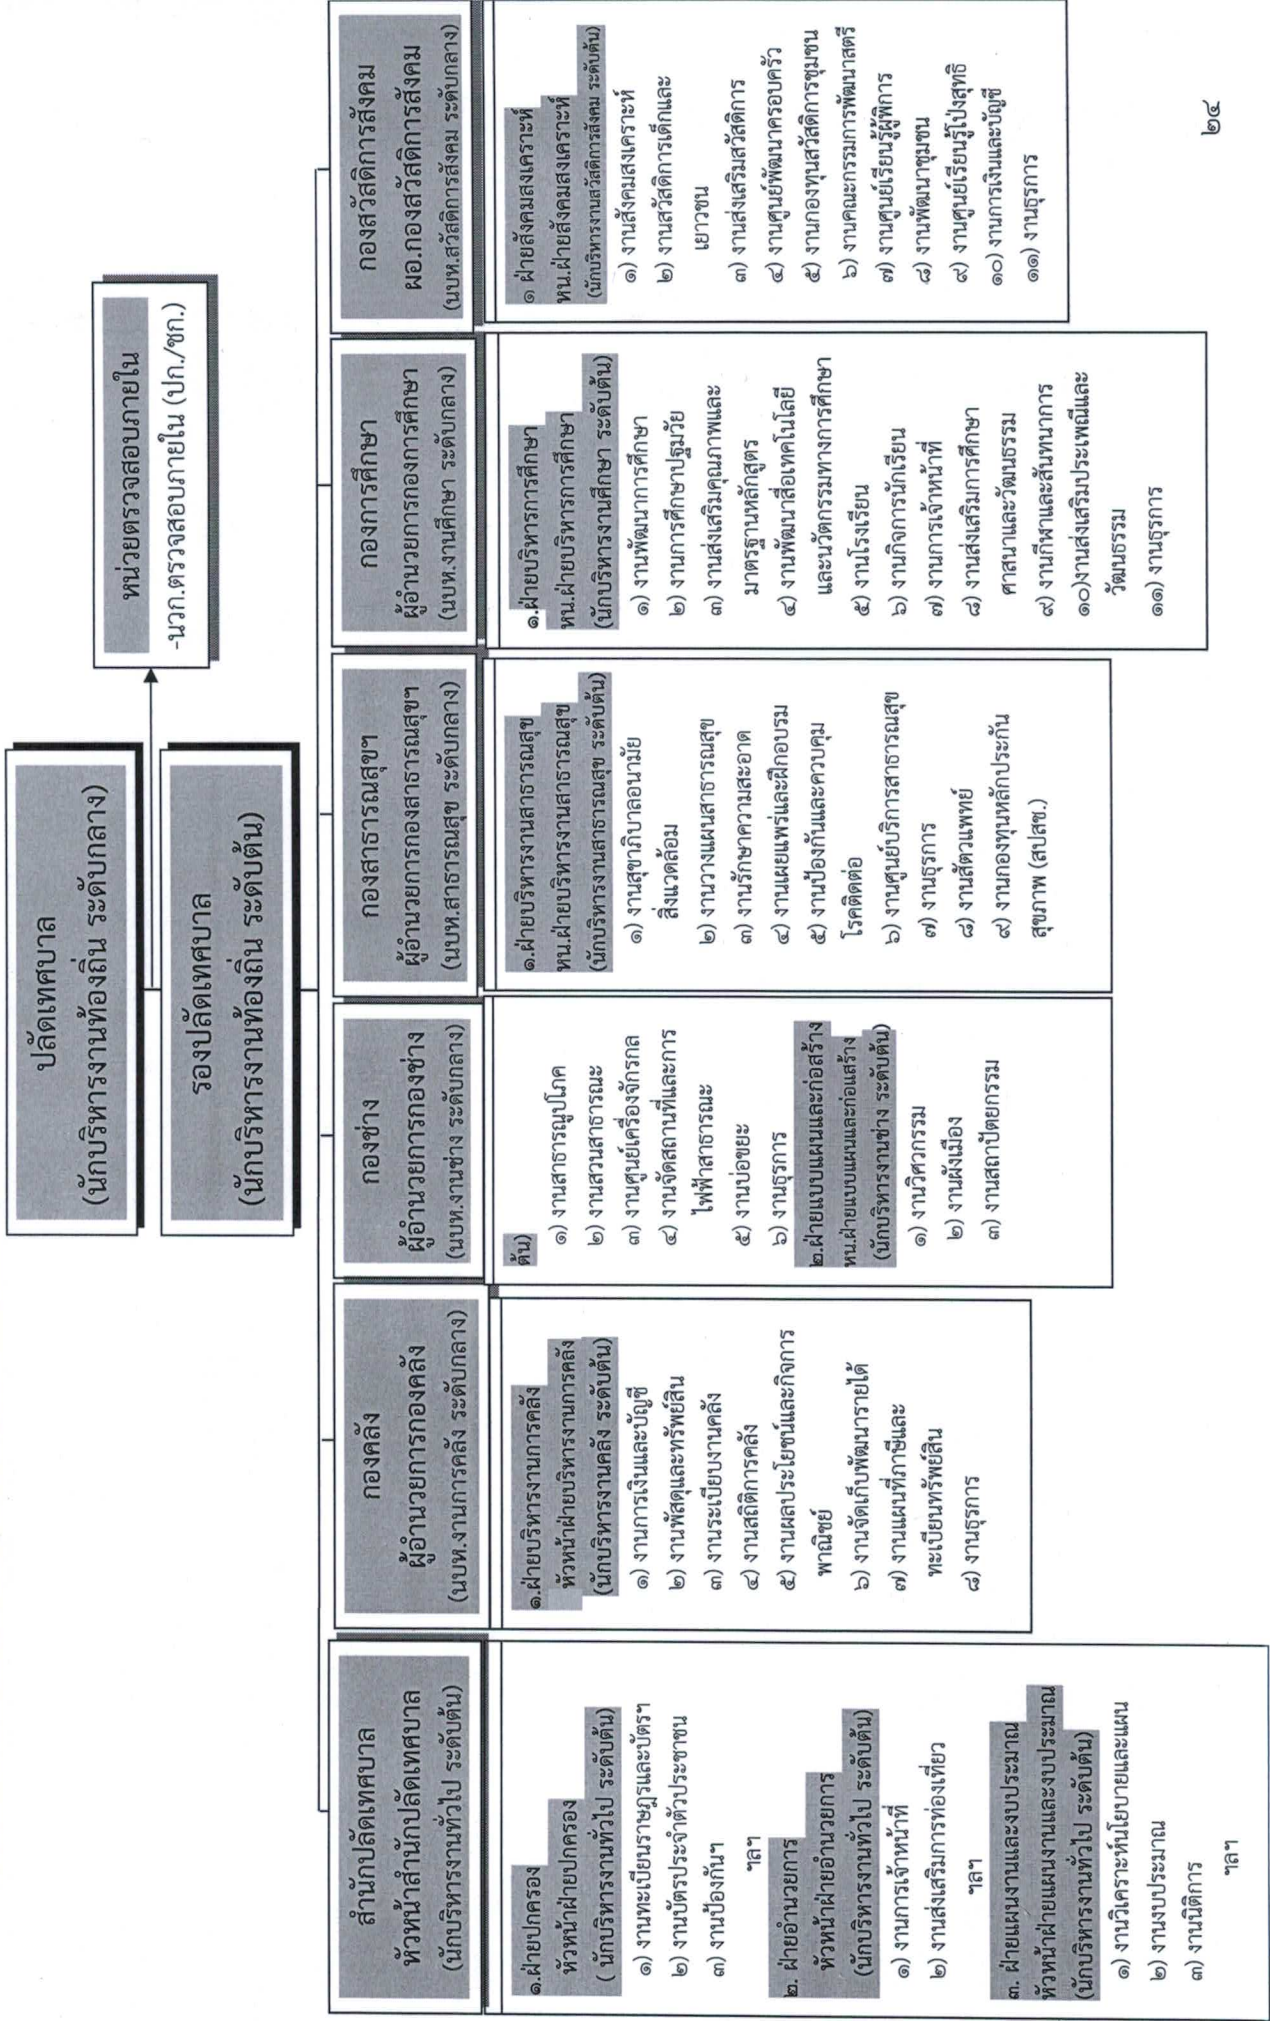 ปลัดเทศบาล
(นักบริหารงานท้องถิ่น ระดับกลาง)
หน่วยตรวจสอบภายใน
-นวก.ตรวจสอบภายใน (ปก./ชก.)
รองปลัดเทศบาล
(นักบริหารงานท้องถิ่น ระดับต้น)
สำนักปลัดเทศบาล
หัวหน้าสำนักปลัดเทศบาล
(นักบริหารงานทั่วไป ระดับต้น)
๑.ฝ่ายปกครอง
หัวหน้าฝ่ายปกครอง
( นักบริหารงานทั่วไป ระดับต้น)
๑) งานทะเบียนราษฎรและบัตรฯ
๒) งานบัตรประจำตัวประชาชน
๓) งานป้องกันฯ
ฯลฯ
๒. ฝ่ายอำนวยการ
หัวหน้าฝ่ายอำนวยการ
(นักบริหารงานทั่วไป ระดับต้น)
๑) งานการเจ้าหน้าที่
๒) งานส่งเสริมการท่องเที่ยว
ฯลฯ
๓. ฝ่ายแผนงานและงบประมาณ
หัวหน้าฝ่ายแผนงานและงบประมาณ
(นักบริหารงานทั่วไป ระดับต้น)
๑) งานวิเคราะห์นโยบายและแผน
๒) งานงบประมาณ
๓) งานนิติการ
ฯลฯ
กองคลัง
ผู้อำนวยการกองคลัง
(นบห.งานการคลัง ระดับกลาง)
๑.ฝ่ายบริหารงานการคลัง
หัวหน้าฝ่ายบริหารงานการคลัง
(นักบริหารงานคลัง ระดับต้น)
๑) งานการเงินและบัญชี
๒) งานพัสดุและทรัพย์สิน
๓) งานระเบียบงานคลัง
๔) งานสถิติการคลัง
๕) งานผลประโยชน์และกิจการ
พาณิชย์
๖) งานจัดเก็บพัฒนารายได้
๗) งานแผนที่ภาษีและ
ทะเบียนทรัพย์สิน
๘) งานธุรการ
กองช่าง
ผู้อำนวยการกองช่าง
(นบห.งานช่าง ระดับกลาง)
ต้น)
๑) งานสาธารณูปโภค
๒) งานสวนสาธารณะ
๓) งานศูนย์เครื่องจักรกล
๔) งานจัดสถานที่และการ
ไฟฟ้าสาธารณะ
๕) งานบ่อขยะ
๖) งานธุรการ
๒.ฝ่ายแบบแผนและก่อสร้าง
หน.ฝ่ายแบบแผนและก่อแสร้าง
(นักบริหารงานช่าง ระดับต้น)
๑) งานวิศวกรรม
๒) งานผังเมือง
๓) งานสถาปัตยกรรม
กองสาธารณสุขฯ
ผู้อำนวยการกองสาธารณสุขฯ
(นบห.สาธารณสุข ระดับกลาง)
๑.ฝ่ายบริหารงานสาธารณสุข
หน.ฝ่ายบริหารงานสาธารณสุข
(นักบริหารงานสาธารณสุข ระดับต้น)
๑) งานสุขาภิบาลอนามัย
สิ่งแวดล้อม
๒) งานวางแผนสาธารณสุข
๓) งานรักษาความสะอาด
๔) งานเผยแพร่และฝึกอบรม
๕) งานป้องกันและควบคุม
โรคติดต่อ
๖) งานศูนย์บริการสาธารณสุข
๗) งานธุรการ
๘) งานสัตวแพทย์
๙) งานกองทุนหลักประกัน
สุขภาพ (สปสช.)
กองการศึกษา
ผู้อำนวยการกองการศึกษา
(นบห.งานศึกษา ระดับกลาง)
๑.ฝ่ายบริหารการศึกษา
หน.ฝ่ายบริหารการศึกษา
(นักบริหารงานศึกษา ระดับต้น)
๑) งานพัฒนาการศึกษา
๒) งานการศึกษาปฐมวัย
๓) งานส่งเสริมคุณภาพและ
มาตรฐานหลักสูตร
๔) งานพัฒนาสื่อเทคโนโลยี
และนวัตกรรมทางการศึกษา
๕) งานโรงเรียน
๖) งานกิจการนักเรียน
๗) งานการเจ้าหน้าที่
๘) งานส่งเสริมการศึกษา
ศาสนาและวัฒนธรรม
๙) งานกีฬาและสันทนาการ
๑๐)งานส่งเสริมประเพณีและ
วัฒนธรรม
๑๑) งานธุรการ
กองสวัสดิการสังคม
ผอ.กองสวัสดิการสังคม
(นบห.สวัสดิการสังคม ระดับกลาง)
๑ ฝ่ายสังคมสงเคราะห์
หน.ฝ่ายสังคมสงเคราะห์
(นักบริหารงานสวัสดิการสังคม ระดับต้น)
๑) งานสังคมสงเคราะห์
๒) งานสวัสดิการเด็กและ
เยาวชน
๓) งานส่งเสริมสวัสดิการ
๔) งานศูนย์พัฒนาครอบครัว
๕) งานกองทุนสวัสดิการชุมชน
๖) งานคณะกรรมการพัฒนาสตรี
๗) งานศูนย์เรียนรู้ผู้พิการ
๘) งานพัฒนาชุมชน
๙) งานศูนย์เรียนรู้โป่งสุทธิ
๑๐) งานการเงินและบัญชี
๑๑) งานธุรการ
๒๔